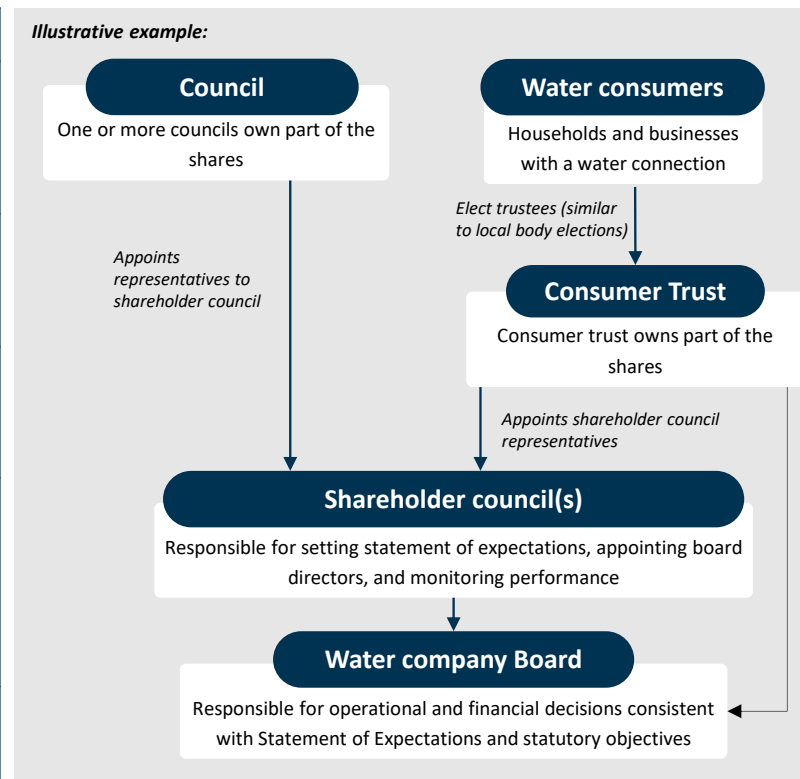 Illustrative example:
Council
One or more councils own part of the
shares
Water consumers
Households and businesses
with a water connection
Elect trustees (similar
to local body elections)
Appoints
representatives to
shareholder council
Consumer Trust
Consumer trust owns part of the
shares
Appoints shareholder council
representatives
Shareholder council(s)
Responsible for setting statement of expectations, appointing board
directors, and monitoring performance
Water company Board
Responsible for operational and financial decisions consistent
with Statement of Expectations and statutory objectives